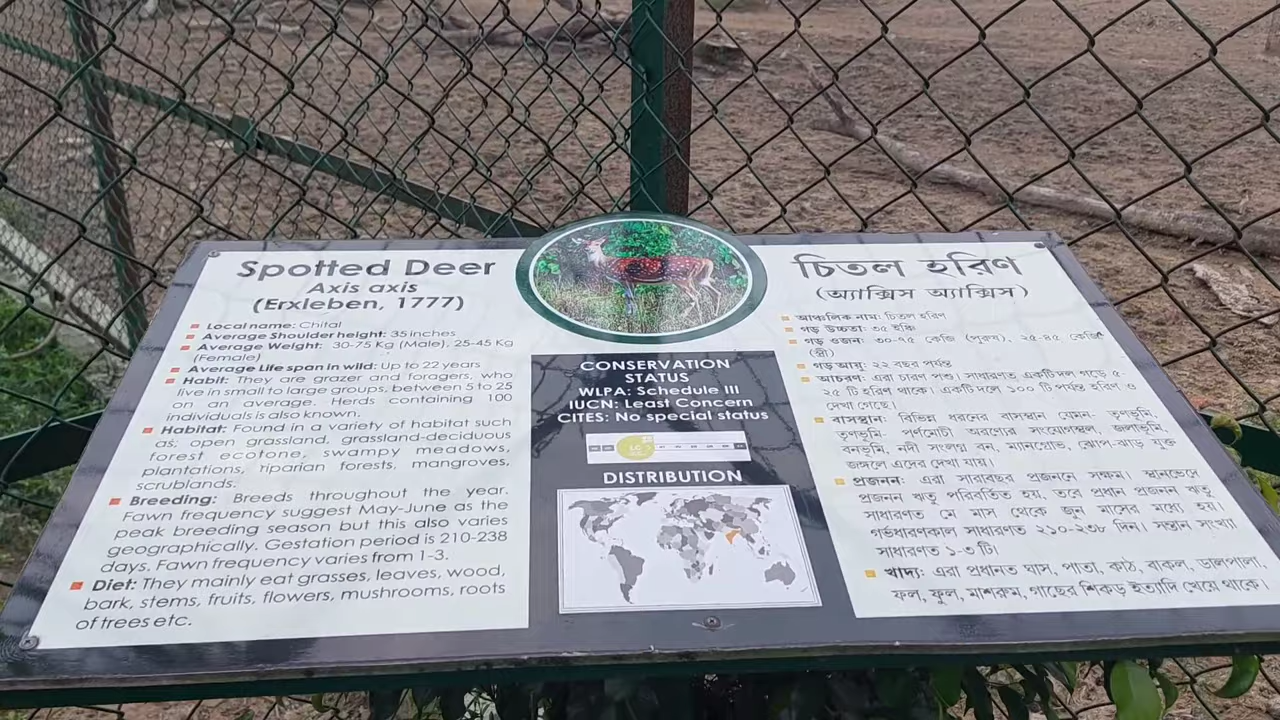 Spotted Deer
Axis axis
(Erxleben, 1777)
Local name: Chital
Average Shoulder height: 35 inches
Average Weight: 30-75 Kg (Male), 25-45 Kg
(Female)
Average Life span in wild: Up to 22 years
Habit: They are grazer and foragers, who
live in small to large groups, between 5 to 25
on an average. Herds containing 100
individuals is also known.
Habitat: Found in a variety of habitat such
as; open grassland, grassland-deciduous
forest ecotone, swampy meadows,
plantations, riparian forests, mangroves,
scrublands.
Breeding: Breeds throughout the year.
Fawn frequency suggest May-June as the
peak breeding season but this also varies
geographically. Gestation period is 210-238
days. Fawn frequency varies from 1-3.
Diet: They mainly eat grasses, leaves, wood,
bark, stems, fruits, flowers, mushrooms, roots
of trees etc.
CONSERVATION
STATUS
WLPA: Schedule III
IUCN: Least Concern
CITES: No special status
LC
DISTRIBUTION
চিতল হরিণ
(অ্যাক্সিস অ্যাক্সিস)
আঞ্চলিক নাম: চিতল হরিণ
গড় উচ্চতা: ৩৫ ইঞ্চি
গড় ওজন: ৩০-৭৫ কেজি (পুরুষ), ২৫-৪৫ কেজি
(স্ত্রী)
গড় আয়ু: ২২ বছর পর্যন্ত
আচরণ: এরা চারণ পশু। সাধারণত একটি দলে গড়ে ৫-
২৫ টি হরিণ থাকে। একটি দলে ১০০ টি পর্যন্ত হরিণ ও
দেখা গেছে।
বাসস্থান: বিভিন্ন ধরনের বাসস্থান যেমন, তৃণভূমি,
তৃণভূমি- পর্ণমোচী অরণ্যের সংযোগস্থল, জলাভূমি,
বনভূমি, নদী সংলগ্ন বন, ম্যানগ্রোভ, ঝোপঝাড় যুক্ত
জঙ্গলে এদের দেখা যায়।
প্রজনন: এরা সারাবছর প্রজননে সক্ষম। স্থানভেদে
প্রজনন ঋতু পরিবর্তিত হয়, তবে প্রধান প্রজনন ঋতু
সাধারণত মে মাস থেকে জুন মাসের মধ্যে হয়।
গর্ভধারণকাল সাধারণত ২১০-২৩৮ দিন। সন্তান সংখ্যা
সাধারণত ১-৩টি।
খাদ্য: এরা প্রধানত ঘাস, পাতা, কাঠ, বাকল, ডালপালা,
ফল, ফুল, মাশরুম, গাছের শিকড় ইত্যাদি খেয়ে থাকে।